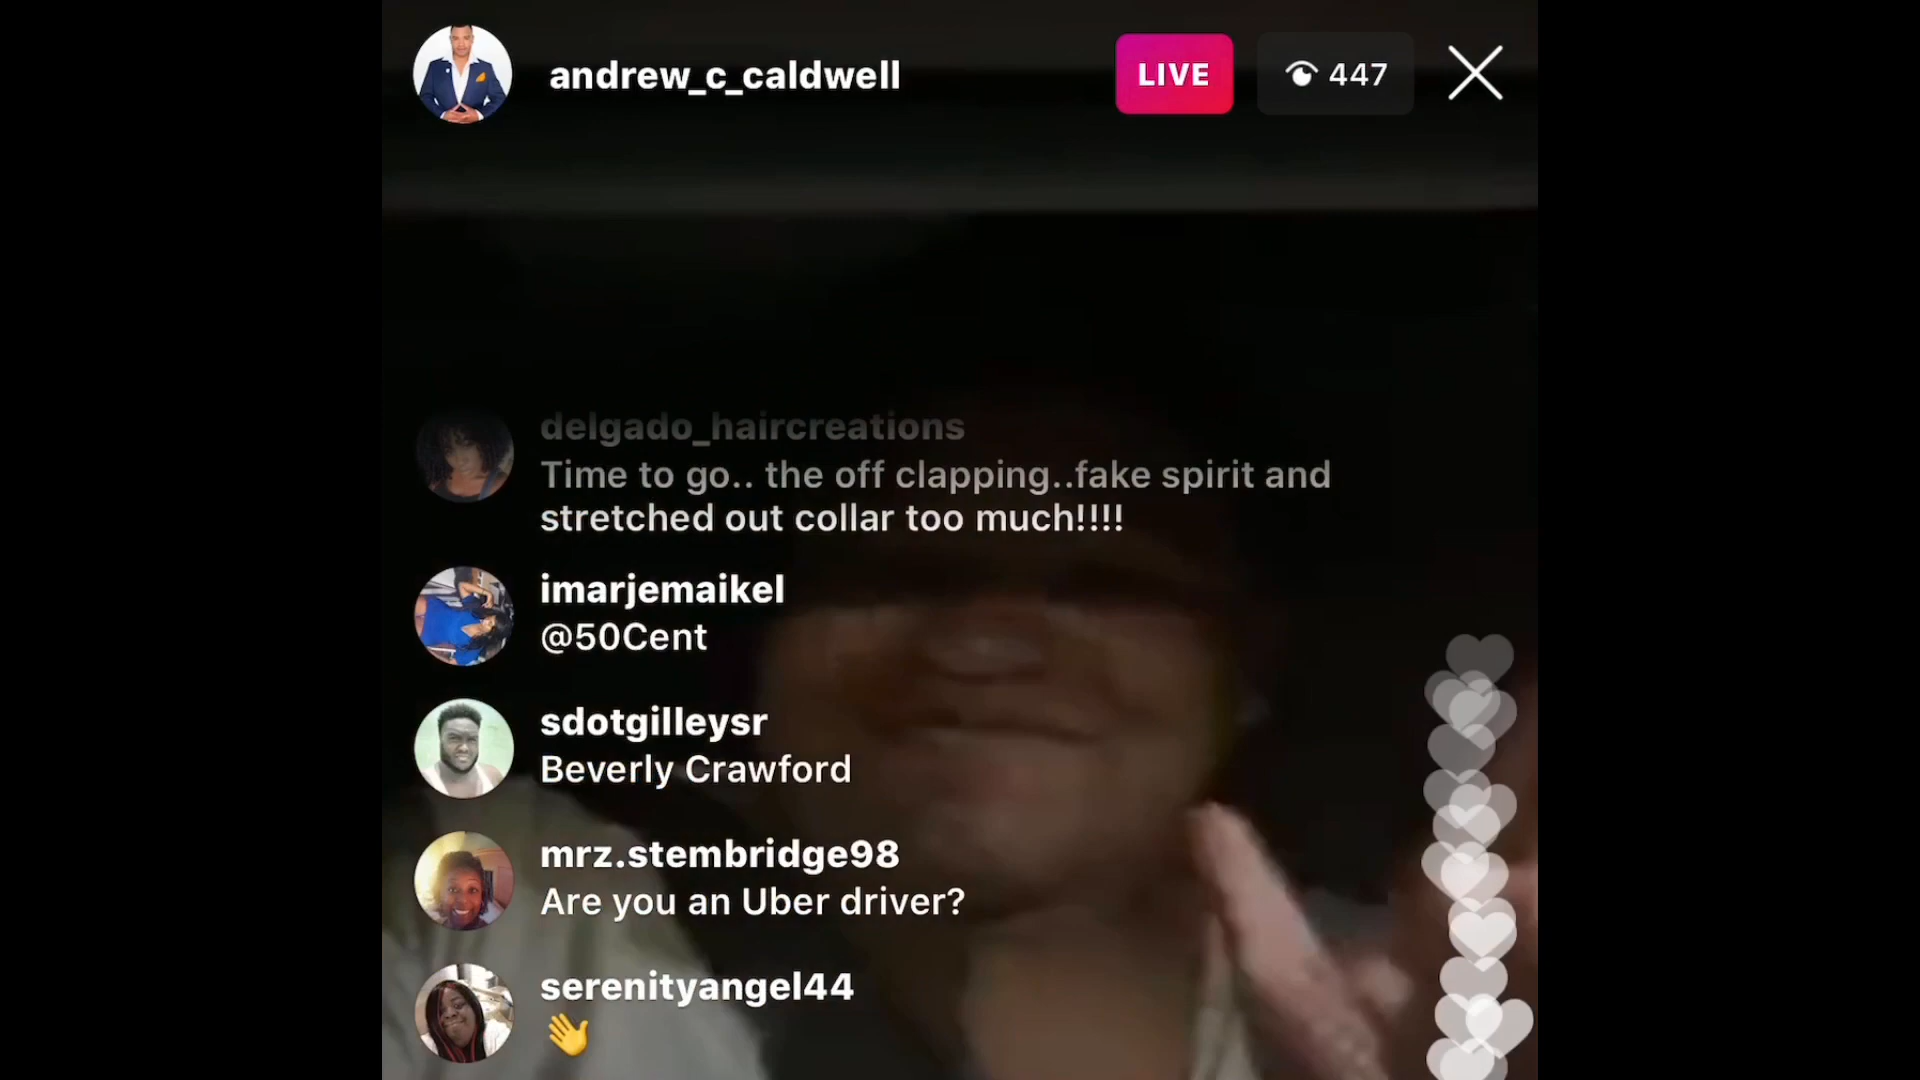 andrew_c_caldwell
LIVE
447
delgado_haircreations
Time to go.. the off clapping..fake spirit and
stretched out collar too much!!!!
imarjemaikel
@50Cent
sdotgilleysr
Beverly Crawford
mrz.stembridge98
Are you an Uber driver?
serenityangel44
👋